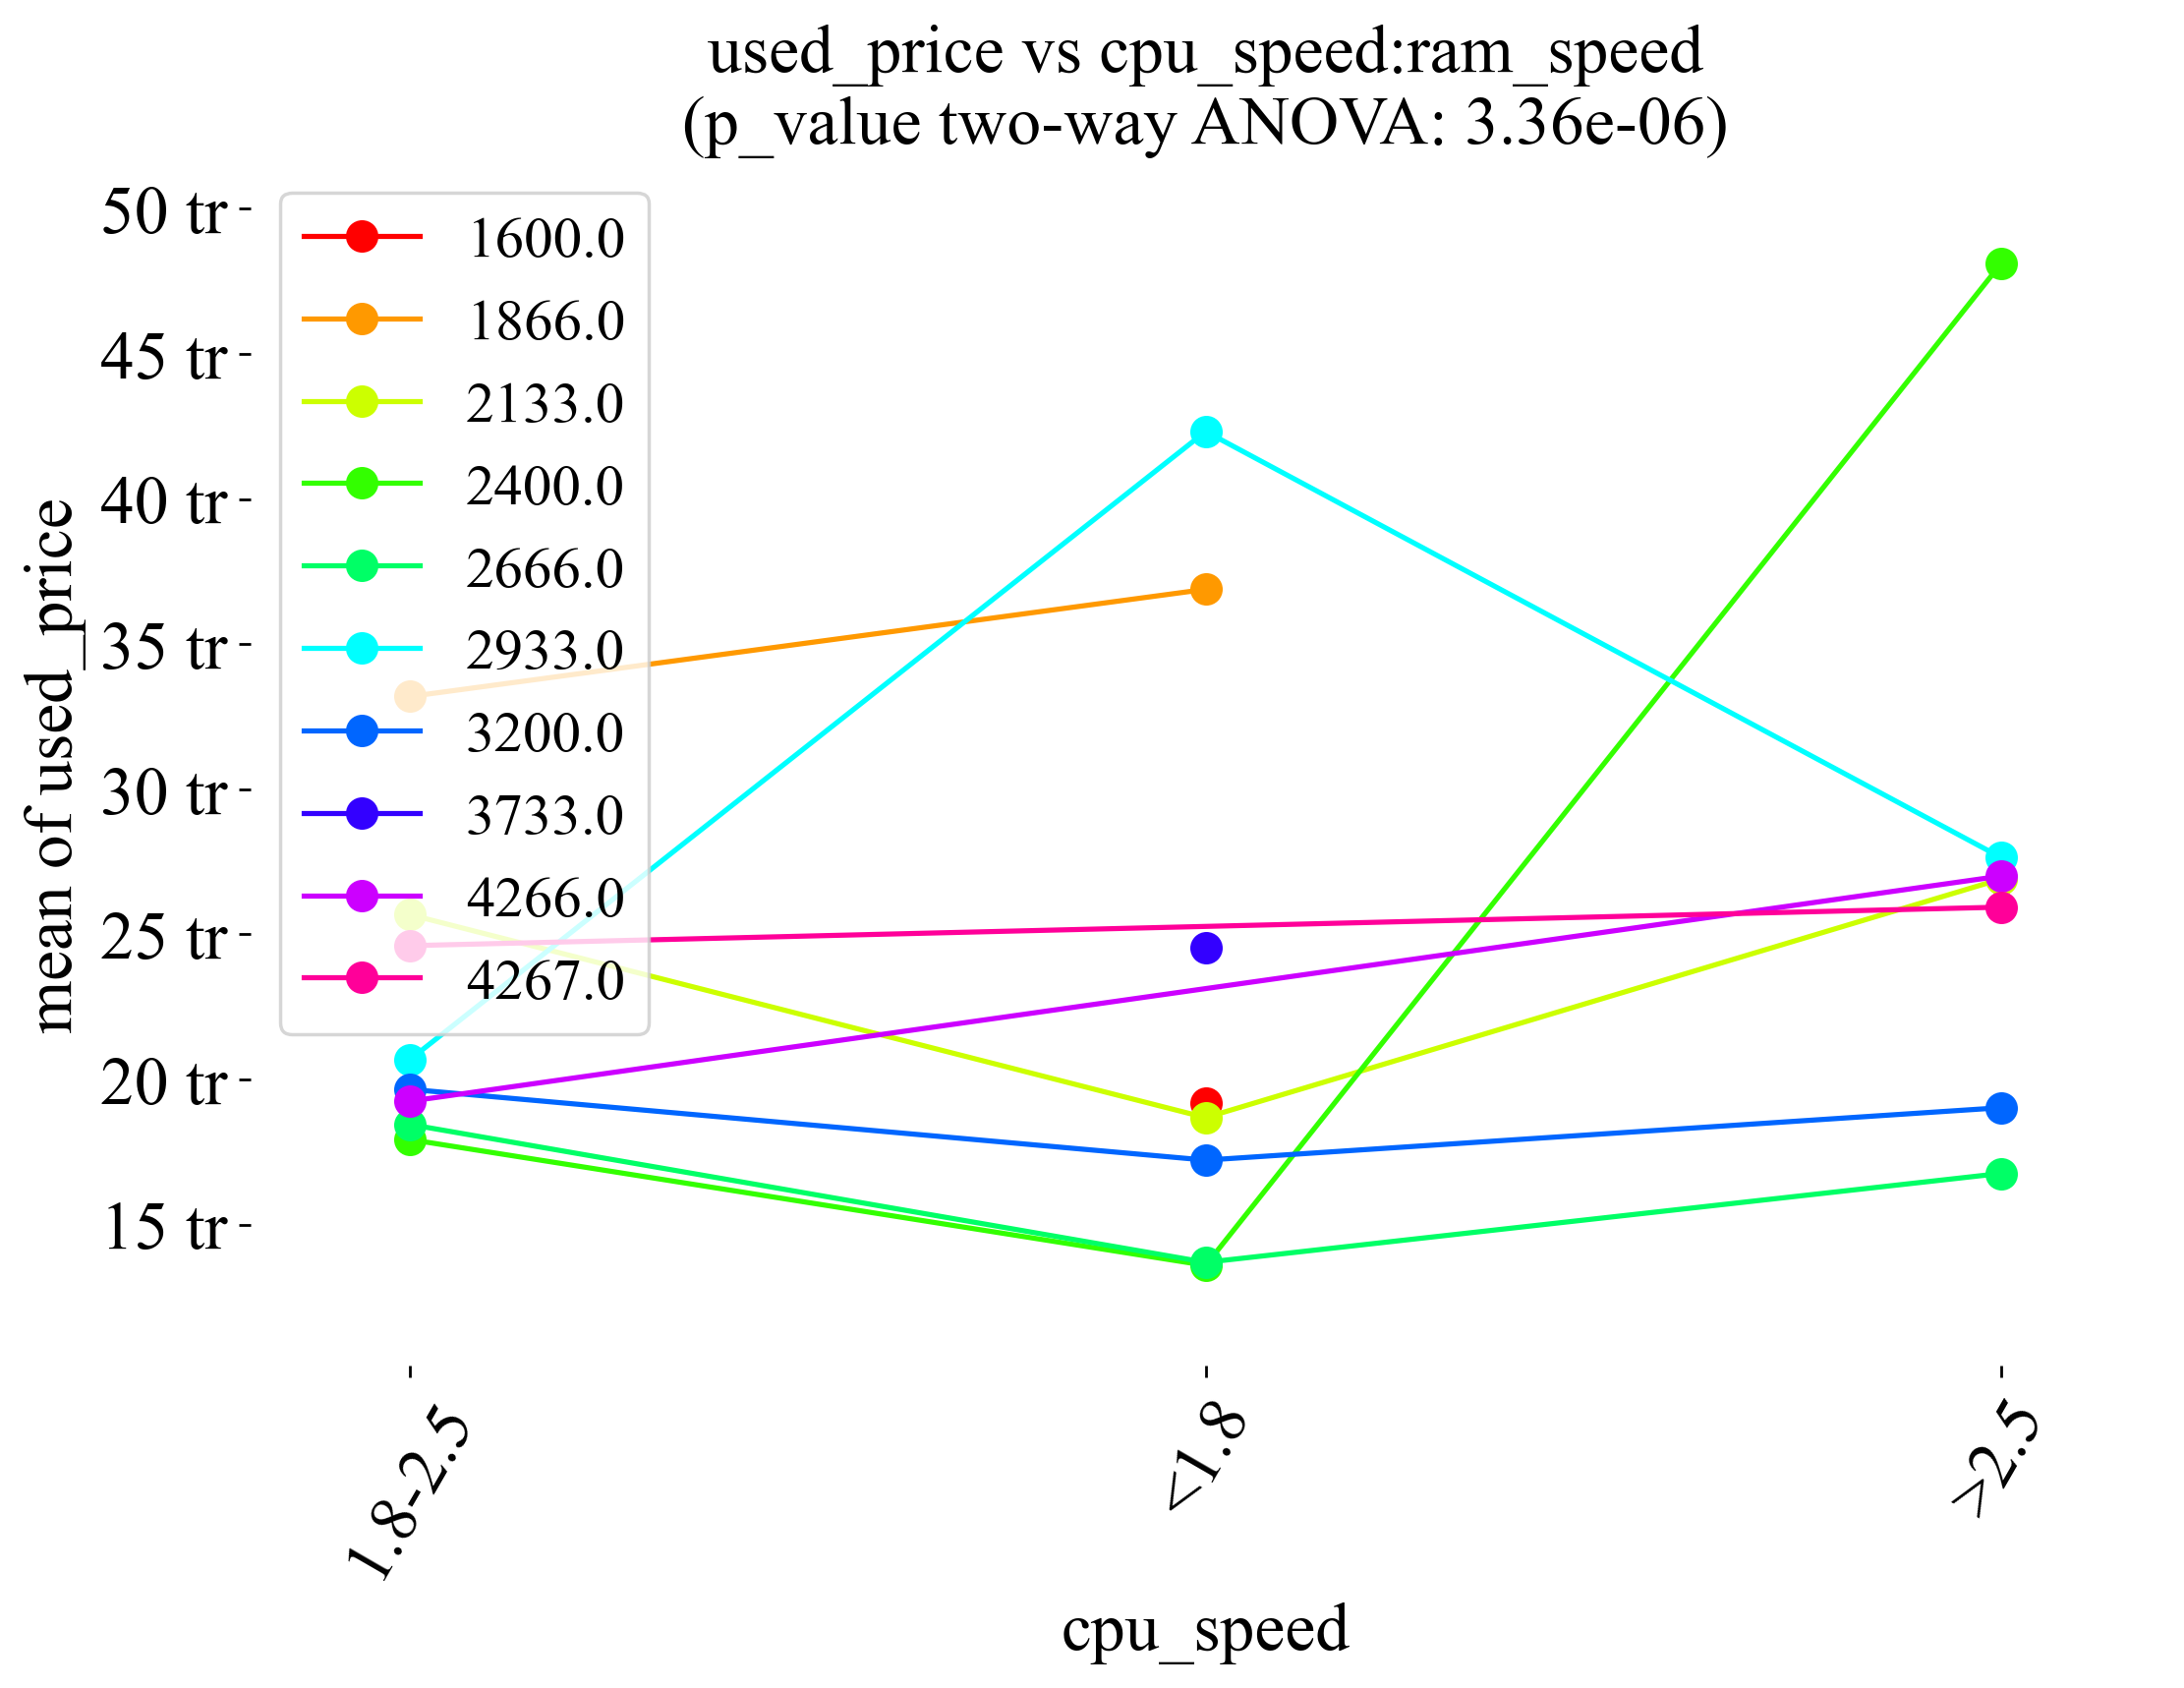 used_price vs cpu_speed:ram_speed
(p_value two-way ANOVA: 3.36e-06)
50 tr
45 tr
40 tr
35 tr
30 tr
25 tr
20 tr
15 tr
mean of used_price
1600.0
1866.0
2133.0
2400.0
2666.0
2933.0
3200.0
3733.0
4266.0
4267.0
1.8-2.5
<1.8
>2.5
cpu_speed